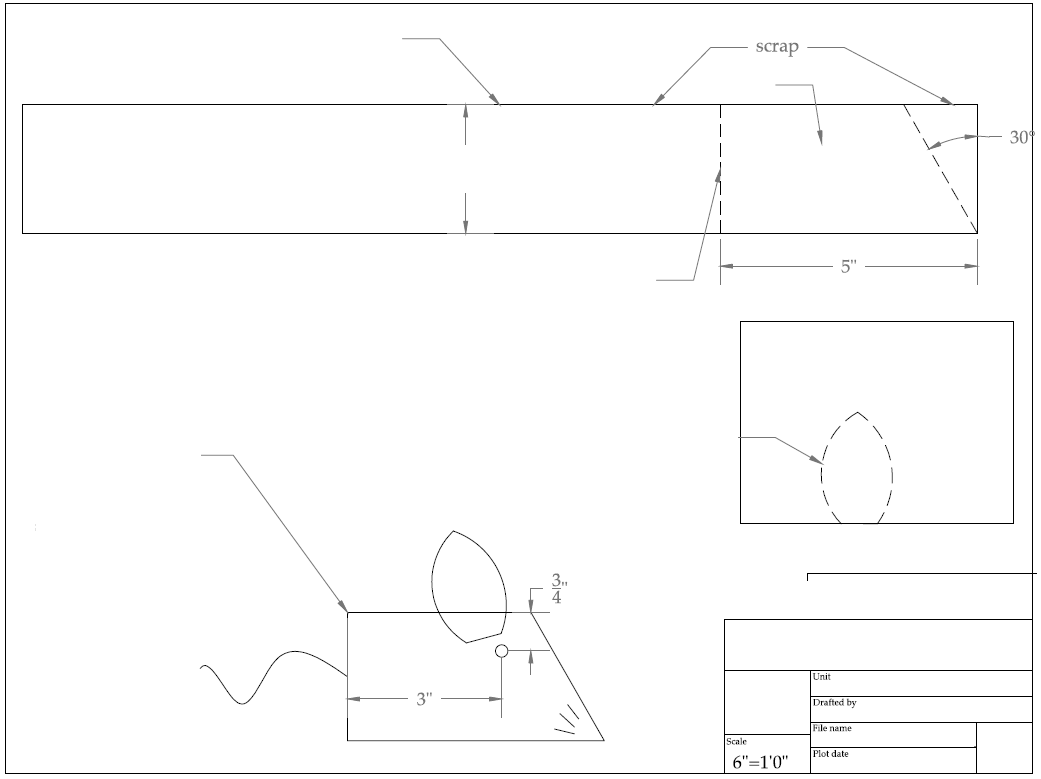 scrap
30°
5"
3/4"
3"
Unit
Drafted by
File name
Scale
Plot date
6"=1'0"